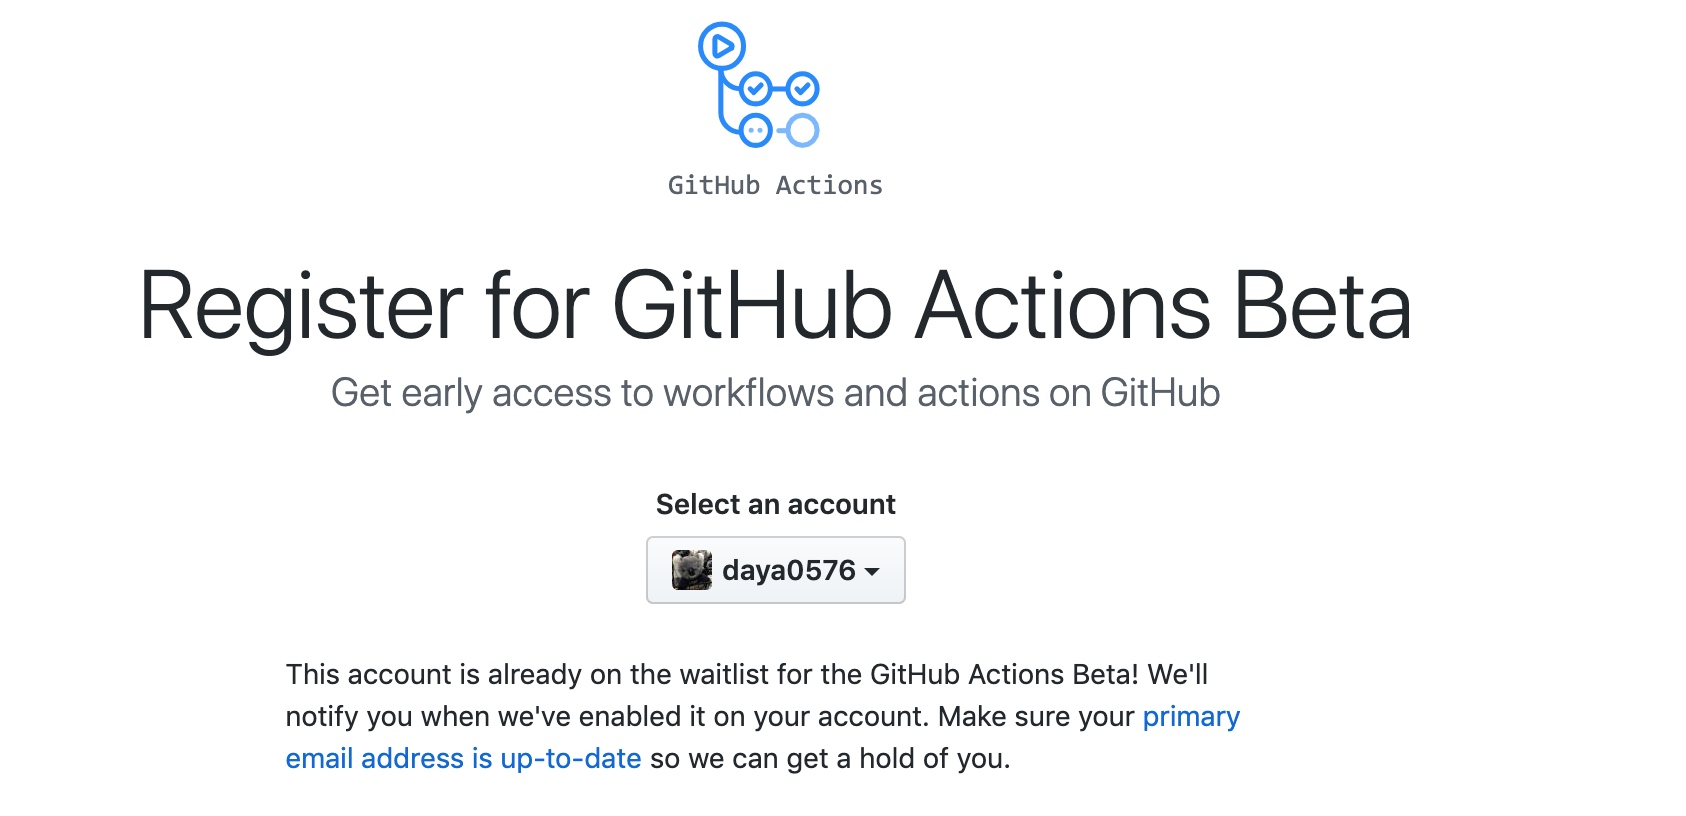 GitHub Actions
Register for GitHub Actions Beta
Get early access to workflows and actions on GitHub
Select an account
daya0576
This account is already on the waitlist for the GitHub Actions Beta! We'll
notify you when we've enabled it on your account. Make sure your primary
email address is up-to-date so we can get a hold of you.